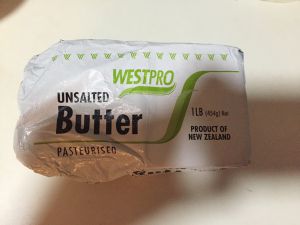 WESTPRO
UNSALTED
Butter
PASTEURISED
1LB (454g) Net
PRODUCT OF
NEW ZEALAND